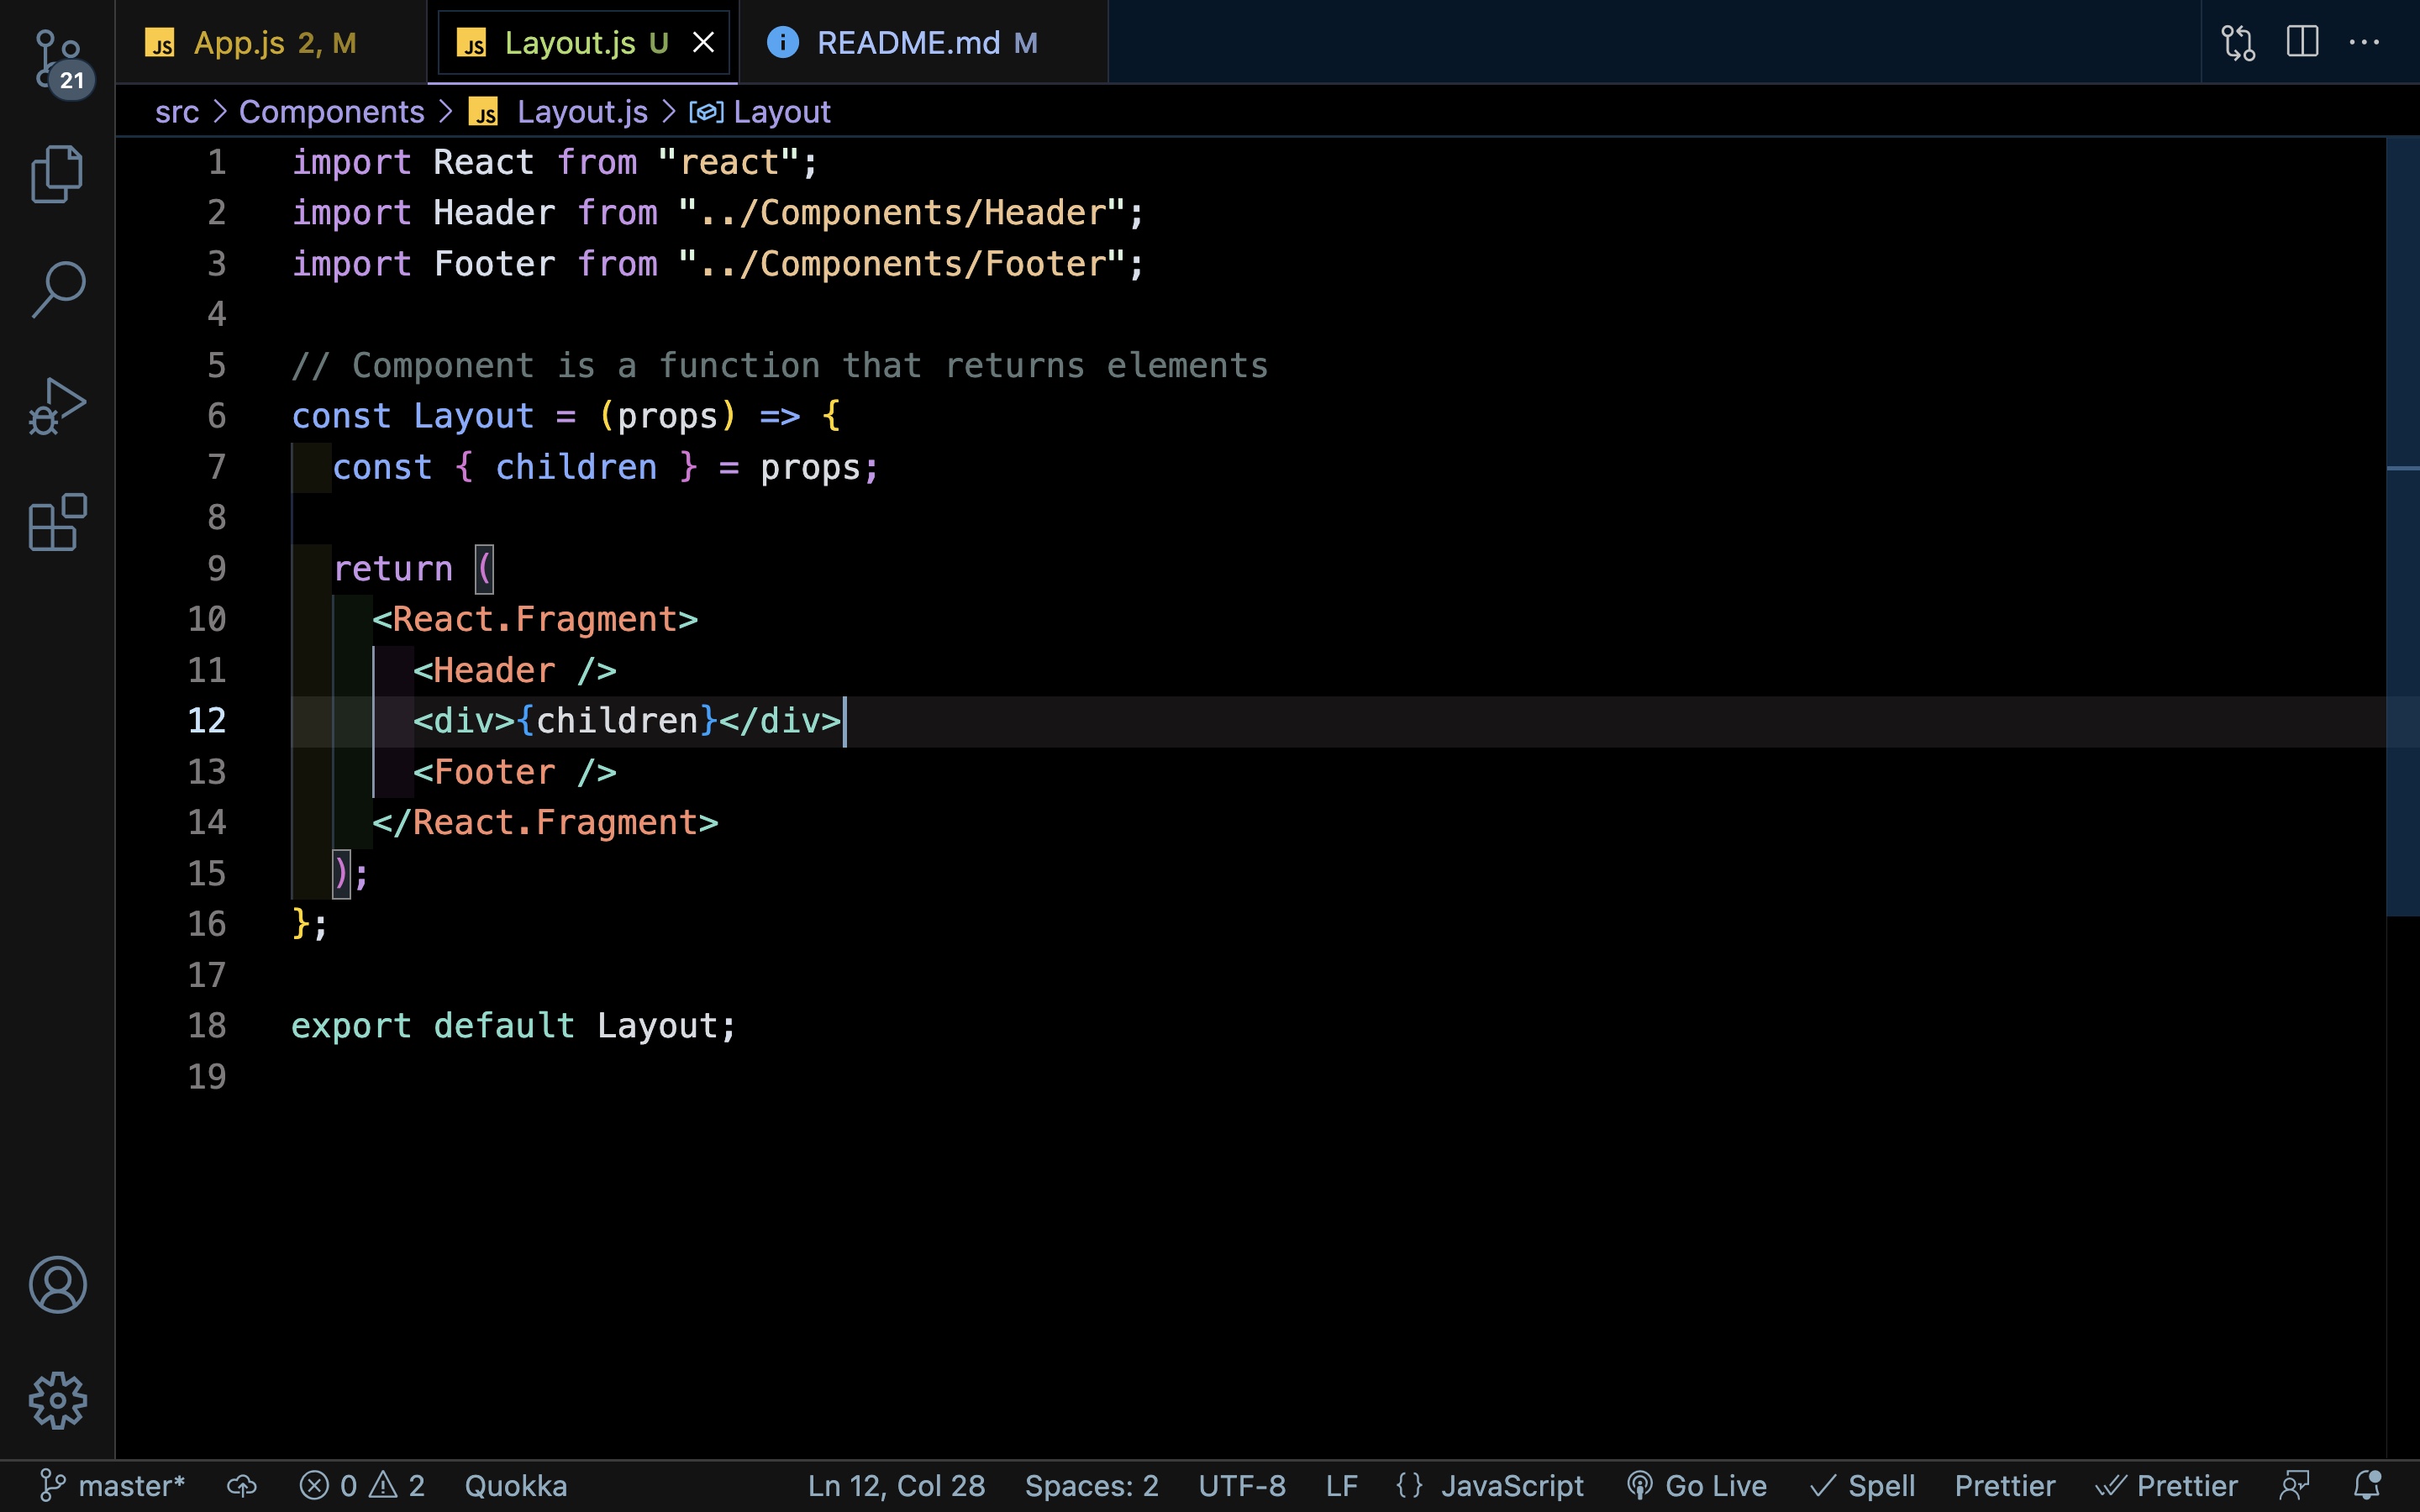 21
JS App.js 2, M
JS Layout.js U
README.md M
src > Components > JS Layout.js > Layout
1 import React from "react";
2 import Header from "../Components/Header";
3 import Footer from "../Components/Footer";
4
5 // Component is a function that returns elements
6 const Layout = (props) => {
7 const { children } = props;
8
9 return (
10 <React.Fragment>
11 <Header />
12 <div>{children}</div>
13 <Footer />
14 </React.Fragment>
15 );
16 };
17
18 export default Layout;
19
master* 0 2 Quokka Ln 12, Col 28 Spaces: 2 UTF-8 LF {} JavaScript Go Live Spell Prettier Prettier